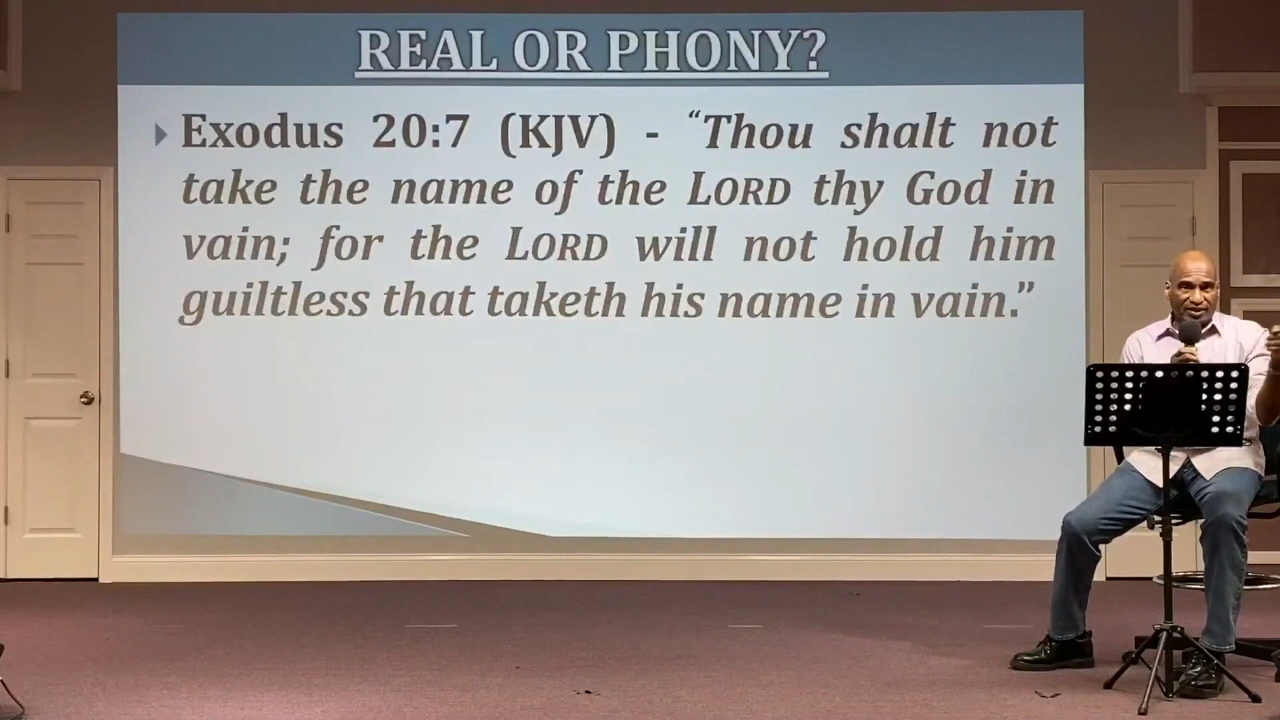 REAL OR PHONY?
Exodus 20:7 (KJV) - “Thou shalt not
take the name of the LORD thy God in
vain; for the LORD will not hold him
guiltless that taketh his name in vain.”